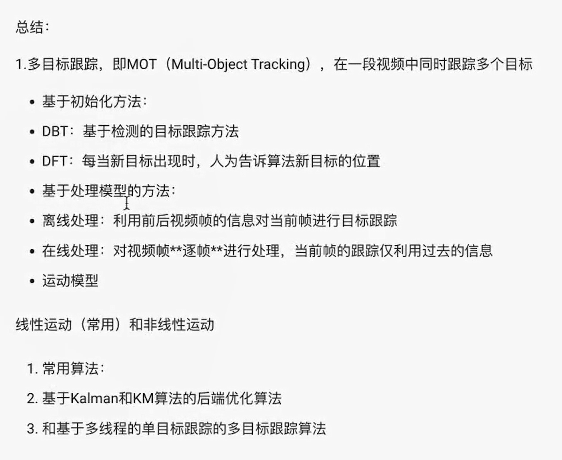 总结：
1.多目标跟踪，即MOT（Multi-Object Tracking），在一段视频中同时跟踪多个目标
• 基于初始化方法：
• DBT：基于检测的目标跟踪方法
• DFT：每当新目标出现时，人为告诉算法新目标的位置
• 基于处理模型的方法：
• 离线处理：利用前后视频帧的信息对当前帧进行目标跟踪
• 在线处理：对视频帧**逐帧**进行处理，当前帧的跟踪仅利用过去的信息
• 运动模型
线性运动（常用）和非线性运动
1. 常用算法：
2. 基于Kalman和KM算法的后端优化算法
3. 和基于多线程的单目标跟踪的多目标跟踪算法